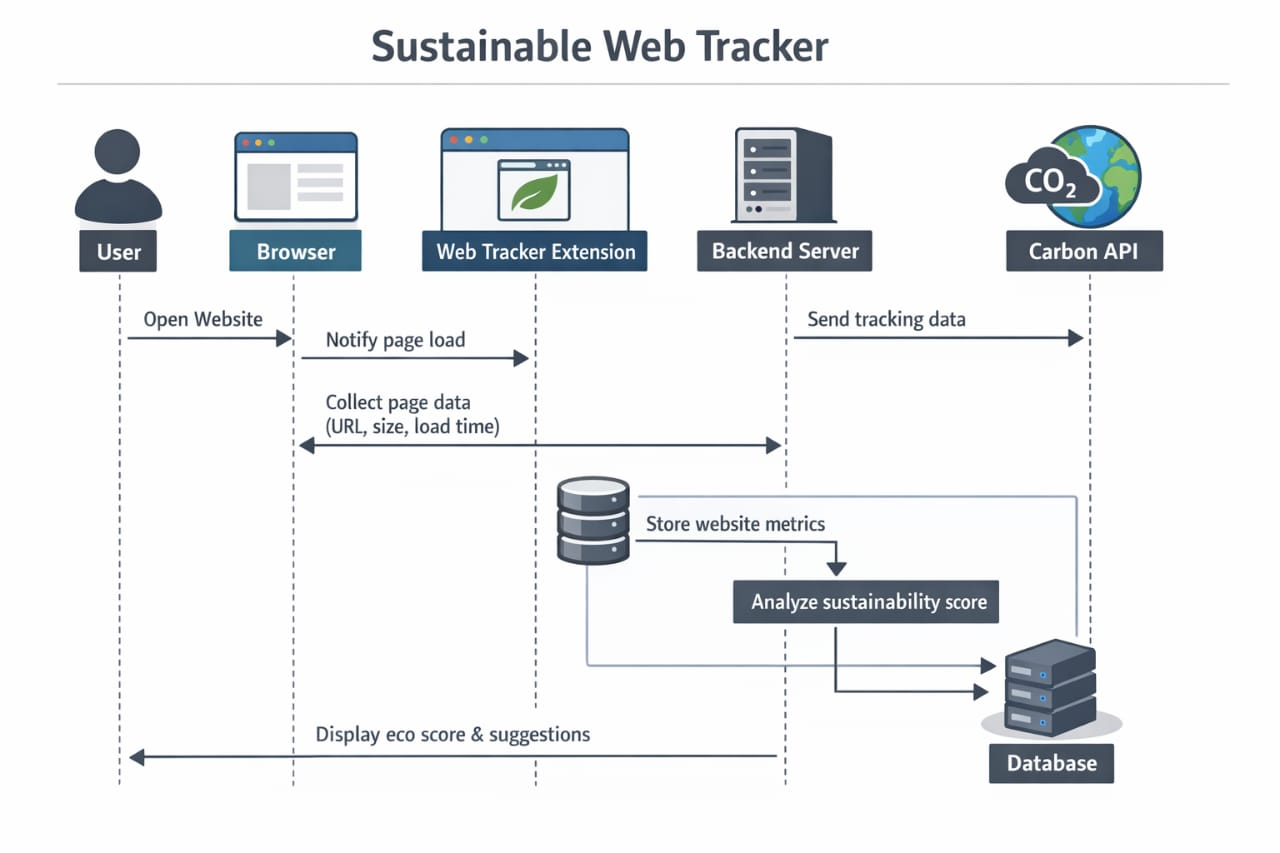 Sustainable Web Tracker
CO₂
User
Browser
Web Tracker Extension
Backend Server
Carbon API
Open Website
Notify page load
Send tracking data
Collect page data
(URL, size, load time)
Store website metrics
Analyze sustainability score
Display eco score & suggestions
Database